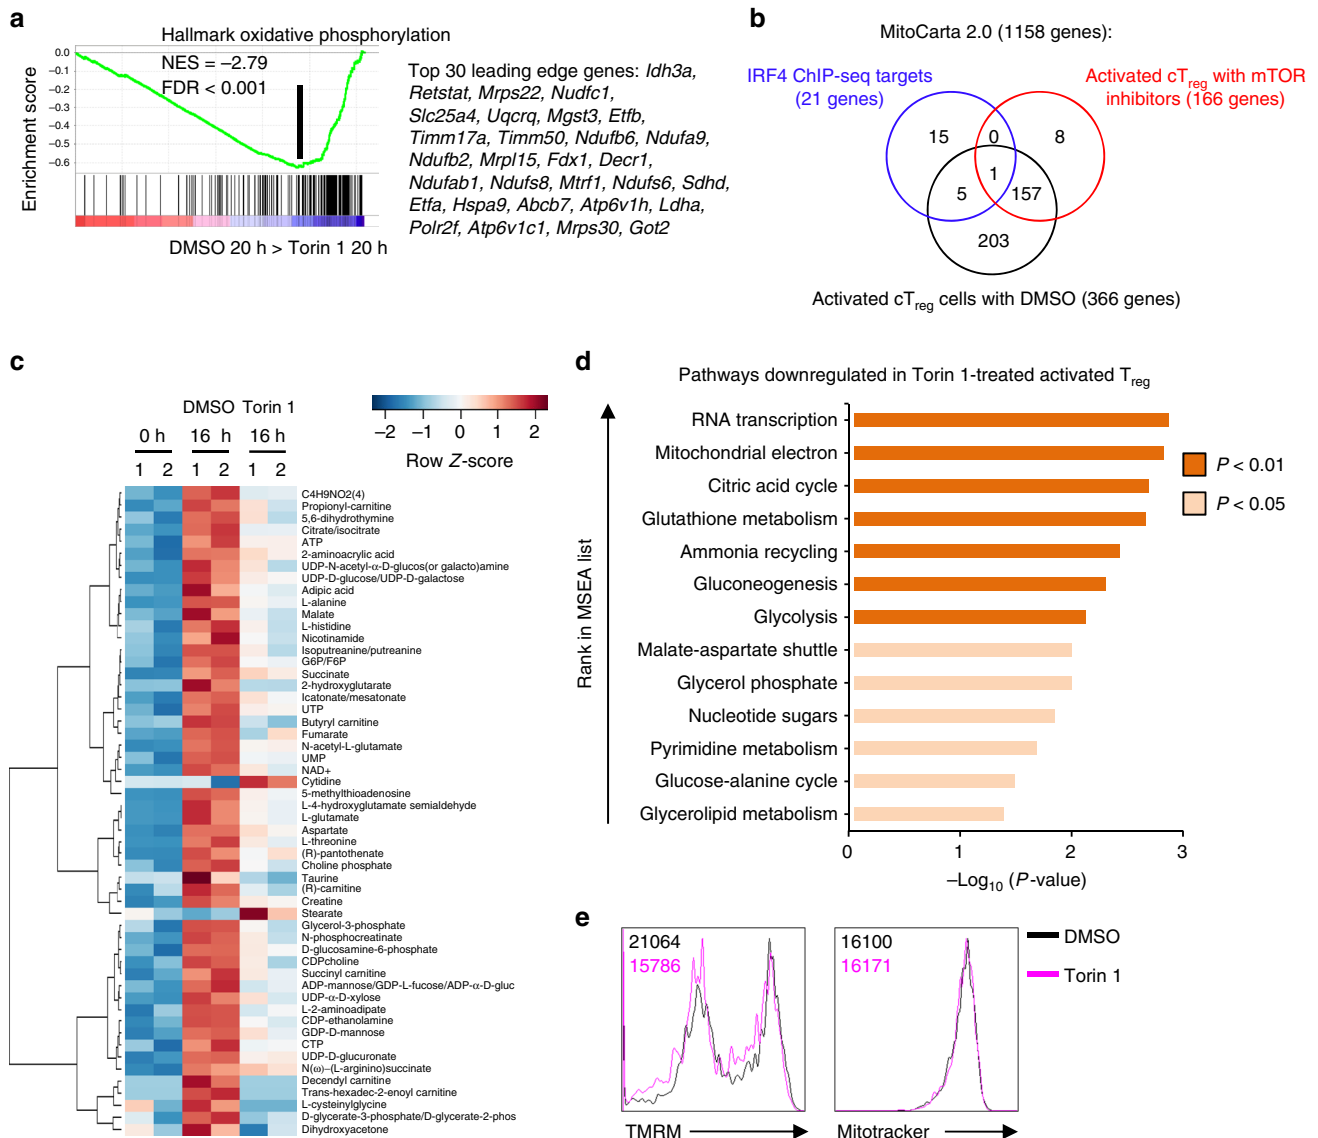 a
Hallmark oxidative phosphorylation
NES = –2.79
FDR < 0.001
Enrichment score
0.0
–0.1
–0.2
–0.3
–0.4
–0.5
–0.6
DMSO 20 h > Torin 1 20 h
Top 30 leading edge genes: Idh3a,
Retstat, Mrps22, Nudfc1,
Slc25a4, Uqcrq, Mgst3, Etfb,
Timm17a, Timm50, Ndufb6, Ndufa9,
Ndufb2, Mrpl15, Fdx1, Decr1,
Ndufab1, Ndufs8, Mtrf1, Ndufs6, Sdhd,
Etfa, Hspa9, Abcb7, Atp6v1h, Ldha,
Polr2f, Atp6v1c1, Mrps30, Got2
b
MitoCarta 2.0 (1158 genes):
IRF4 ChIP-seq targets
(21 genes)
Activated cTreg with mTOR
inhibitors (166 genes)
15
0
8
1
5
157
203
Activated cTreg cells with DMSO (366 genes)
c
DMSO Torin 1
0 h 16 h 16 h
1 2 1 2 1 2
–2 –1 0 1 2
Row Z-score
C4H9NO2(4)
Propionyl-carnitine
5,6-dihydrothymine
Citrate/isocitrate
ATP
2-aminoacrylic acid
UDP-N-acetyl-α-D-glucos(or galacto)amine
UDP-D-glucose/UDP-D-galactose
Adipic acid
L-alanine
Malate
L-histidine
Nicotinamide
Isoputreanine/putreanine
G6P/F6P
Succinate
2-hydroxyglutarate
Icatonate/mesatonate
UTP
Butyryl carnitine
Fumarate
N-acetyl-L-glutamate
UMP
NAD+
Cytidine
5-methylthioadenosine
L-4-hydroxyglutamate semialdehyde
L-glutamate
Aspartate
L-threonine
(R)-pantothenate
Choline phosphate
Taurine
(R)-carnitine
Creatine
Stearate
Glycerol-3-phosphate
N-phosphocreatinate
D-glucosamine-6-phosphate
CDPcholine
Succinyl carnitine
ADP-mannose/GDP-L-fucose/ADP-α-D-gluc
UDP-α-D-xylose
L-2-aminoadipate
CDP-ethanolamine
GDP-D-mannose
CTP
UDP-D-glucuronate
N(ω)–(L-arginino)succinate
Decendyl carnitine
Trans-hexadec-2-enoyl carnitine
L-cysteinylglycine
D-glycerate-3-phosphate/D-glycerate-2-phos
Dihydroxyacetone
d
Pathways downregulated in Torin 1-treated activated Treg
Rank in MSEA list
RNA transcription
Mitochondrial electron
Citric acid cycle
Glutathione metabolism
Ammonia recycling
Gluconeogenesis
Glycolysis
Malate-aspartate shuttle
Glycerol phosphate
Nucleotide sugars
Pyrimidine metabolism
Glucose-alanine cycle
Glycerolipid metabolism
0 1 2 3
–Log10 (P-value)
P < 0.01
P < 0.05
e
21064
15786
TMRM
16100
16171
Mitotracker
DMSO
Torin 1